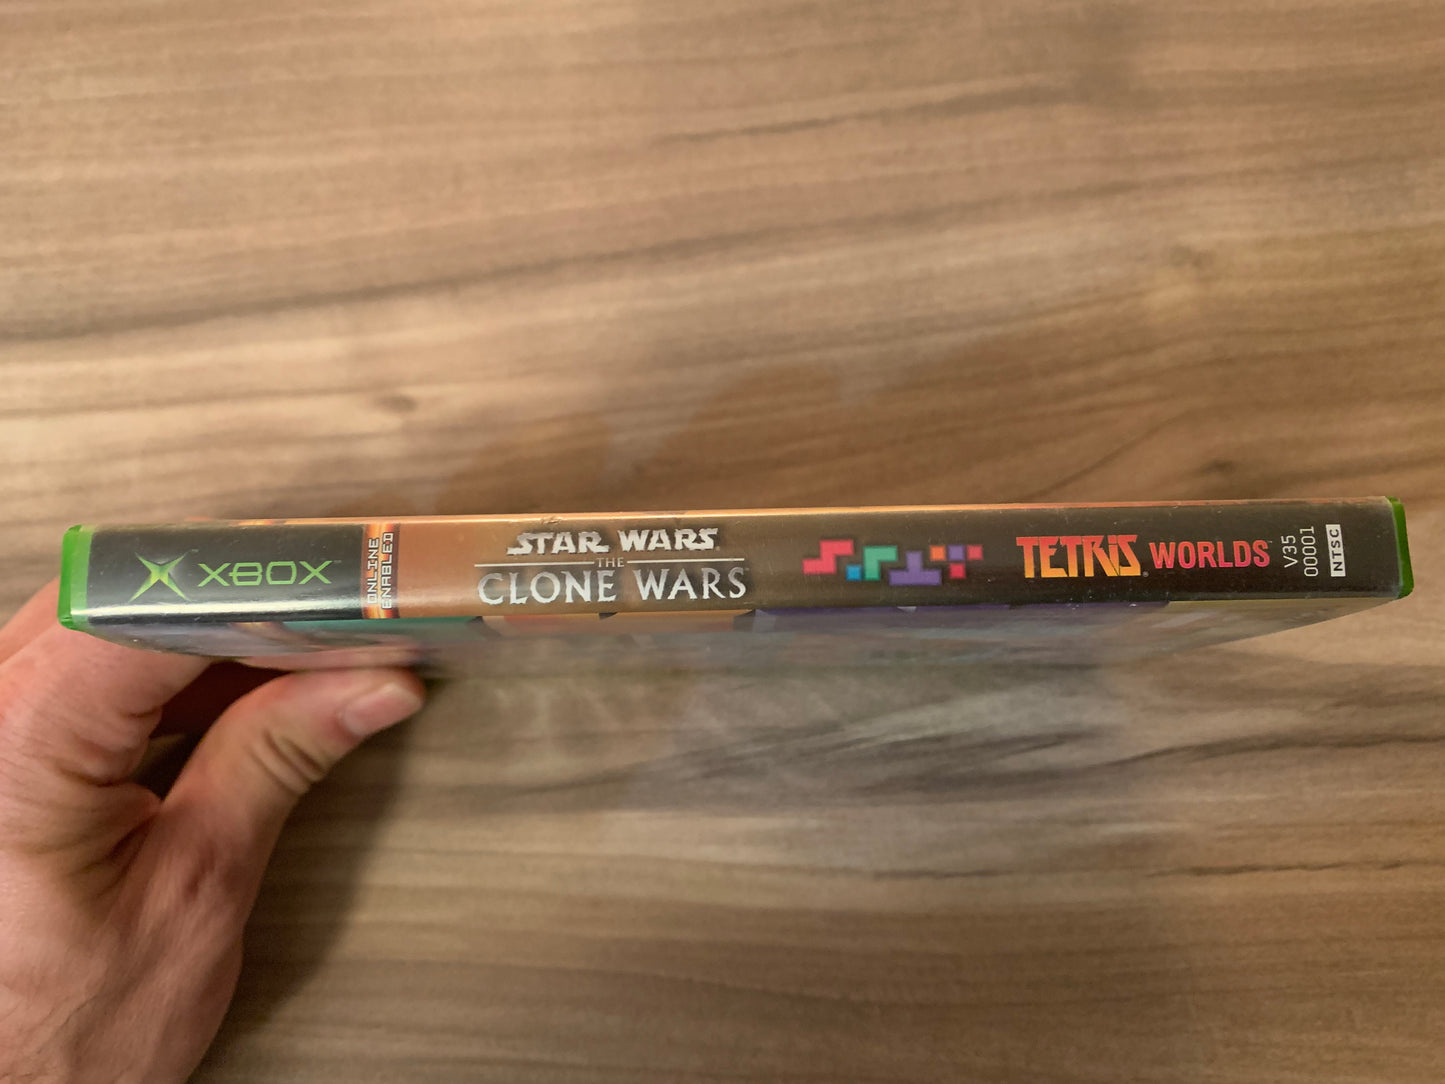 XBOX
ONLINE
ENABLED
STAR WARS
THE
CLONE WARS
TETRIS WORLDS
V35
00001
NTSC